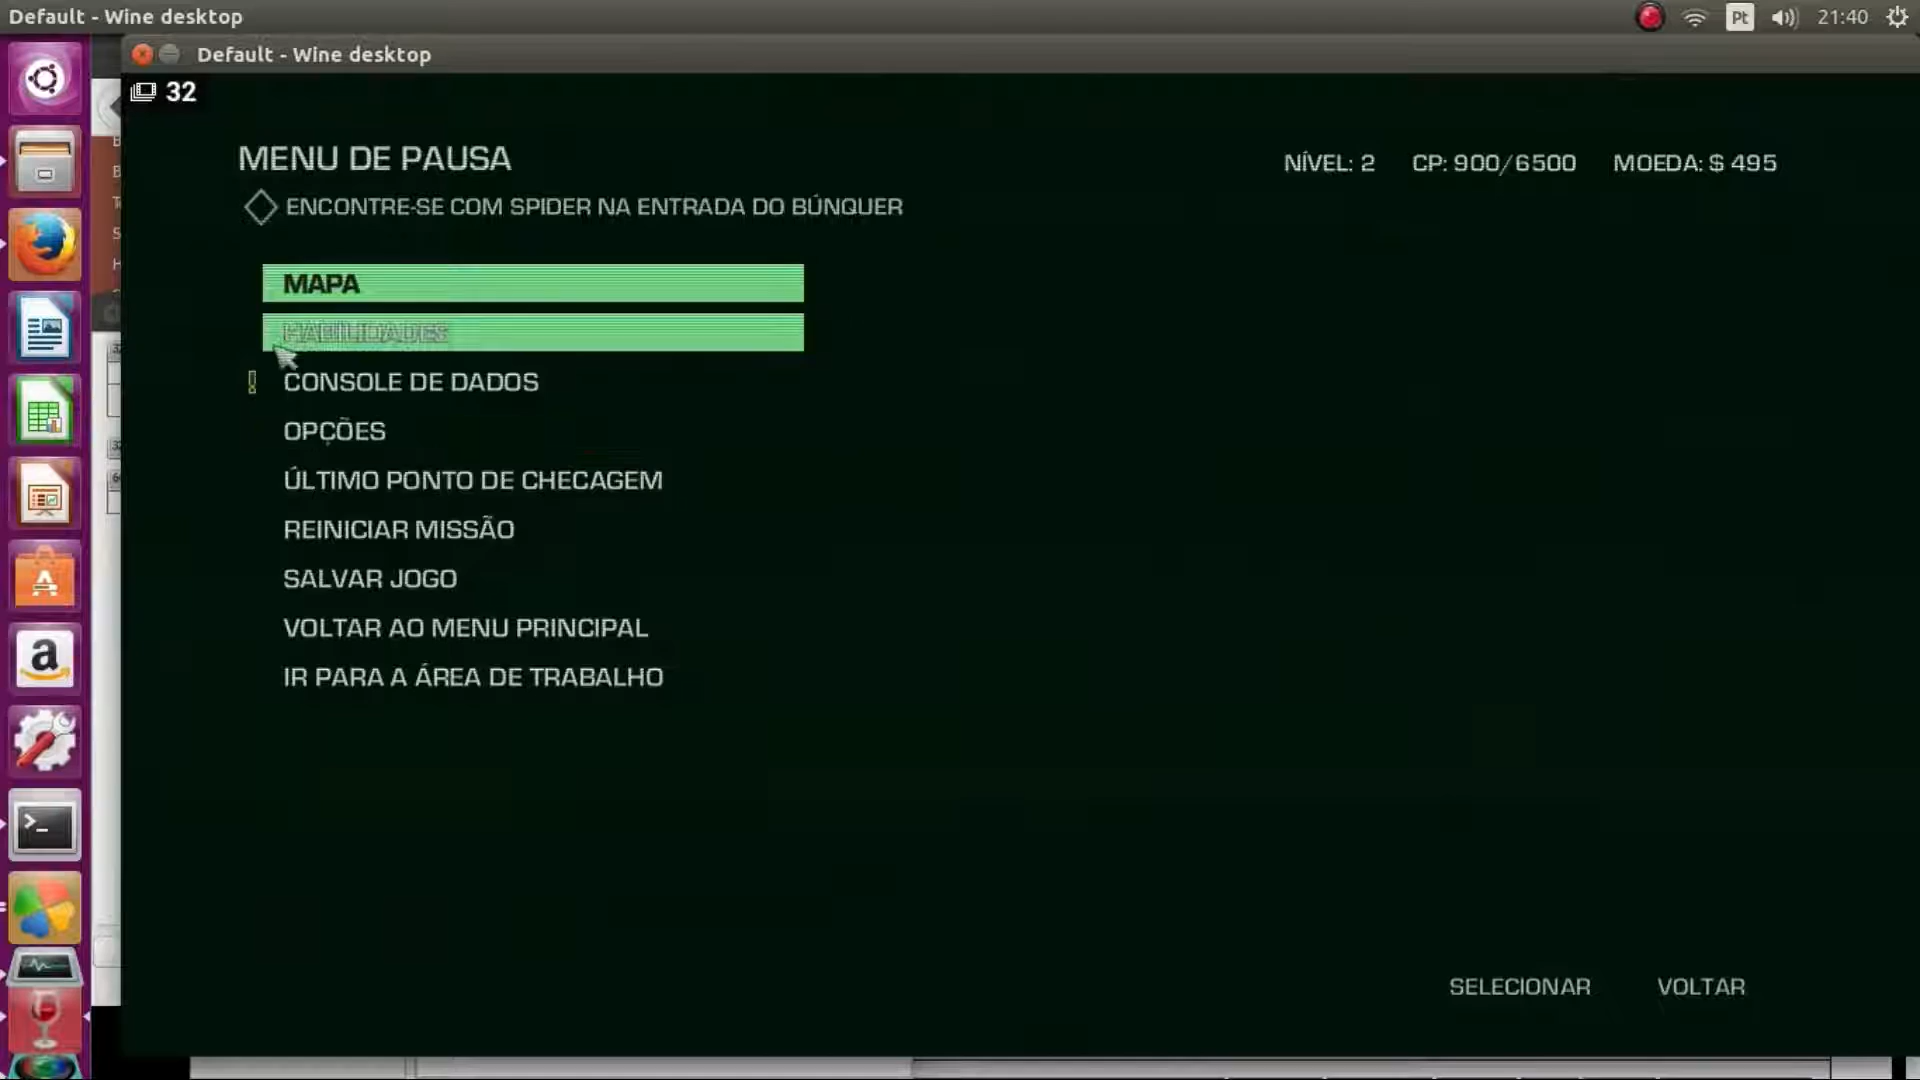 Default - Wine desktop
Pt
21:40
Default - Wine desktop
32
MENU DE PAUSA
NÍVEL: 2 CP: 900/6500 MOEDA: $ 495
ENCONTRE-SE COM SPIDER NA ENTRADA DO BÚNQUER
MAPA
HABILIDADES
! CONSOLE DE DADOS
OPÇÕES
ÚLTIMO PONTO DE CHECAGEM
REINICIAR MISSÃO
SALVAR JOGO
VOLTAR AO MENU PRINCIPAL
IR PARA A ÁREA DE TRABALHO
SELECIONAR VOLTAR